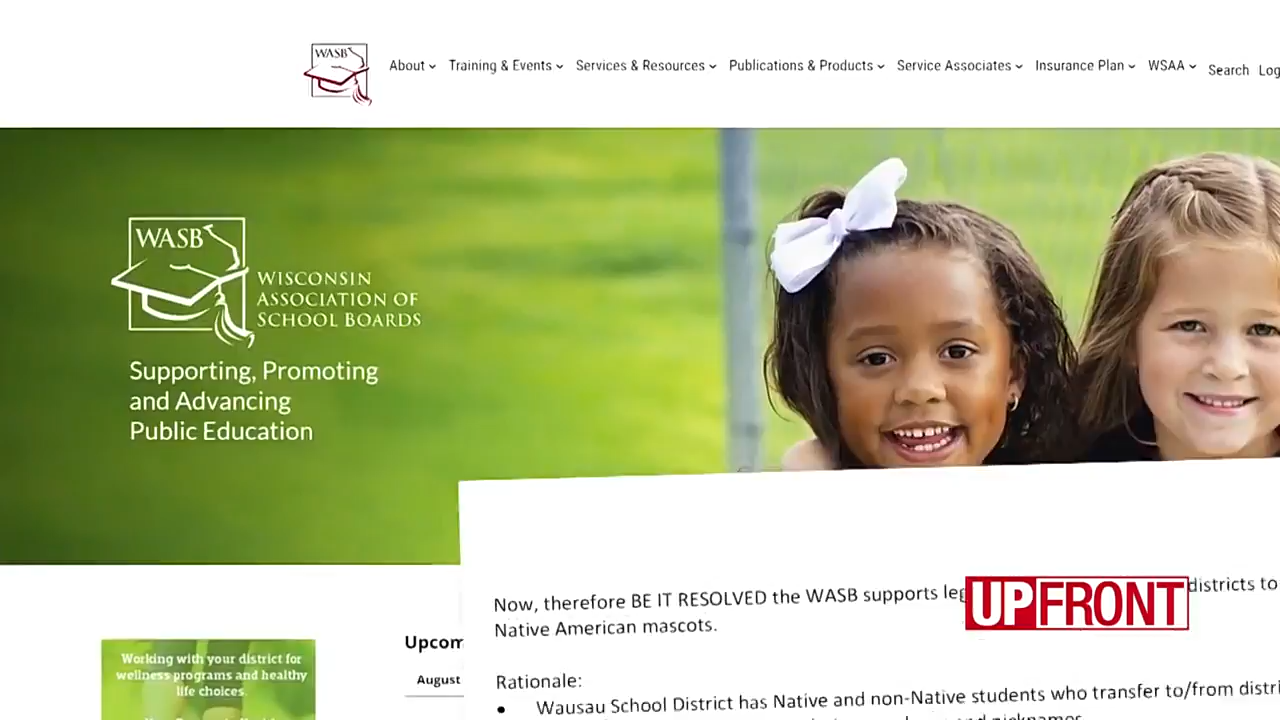 WASB
About Training & Events Services & Resources Publications & Products Service Associates Insurance Plan WSAA Search Log
WASB
WISCONSIN
ASSOCIATION OF
SCHOOL BOARDS
Supporting, Promoting
and Advancing
Public Education
Now, therefore BE IT RESOLVED the WASB supports leg
districts to
Native American mascots.
UPFRONT
Rationale:
• Wausau School District has Native and non-Native students who transfer to/from distri
and nicknames
Upcom
August
Working with your district for
wellness programs and healthy
life choices.